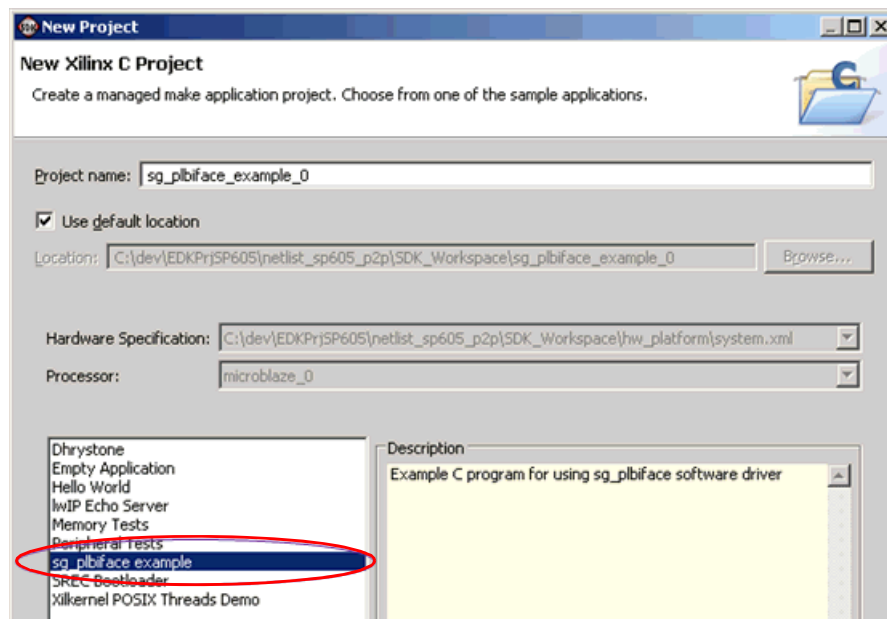 New Project
New Xilinx C Project
Create a managed make application project. Choose from one of the sample applications.
Project name: sg_plbiface_example_0
Use default location
Location: C:\dev\EDKPrjSP605\netlist_sp605_p2p\SDK_Workspace\sg_plbiface_example_0 Browse...
Hardware Specification: C:\dev\EDKPrjSP605\netlist_sp605_p2p\SDK_Workspace\hw_platform\system.xml
Processor: microblaze_0
Dhrystone
Empty Application
Hello World
lwIP Echo Server
Memory Tests
Peripheral Tests
sg_plbiface example
SREC Bootloader
Xilkernel POSIX Threads Demo
Description
Example C program for using sg_plbiface software driver